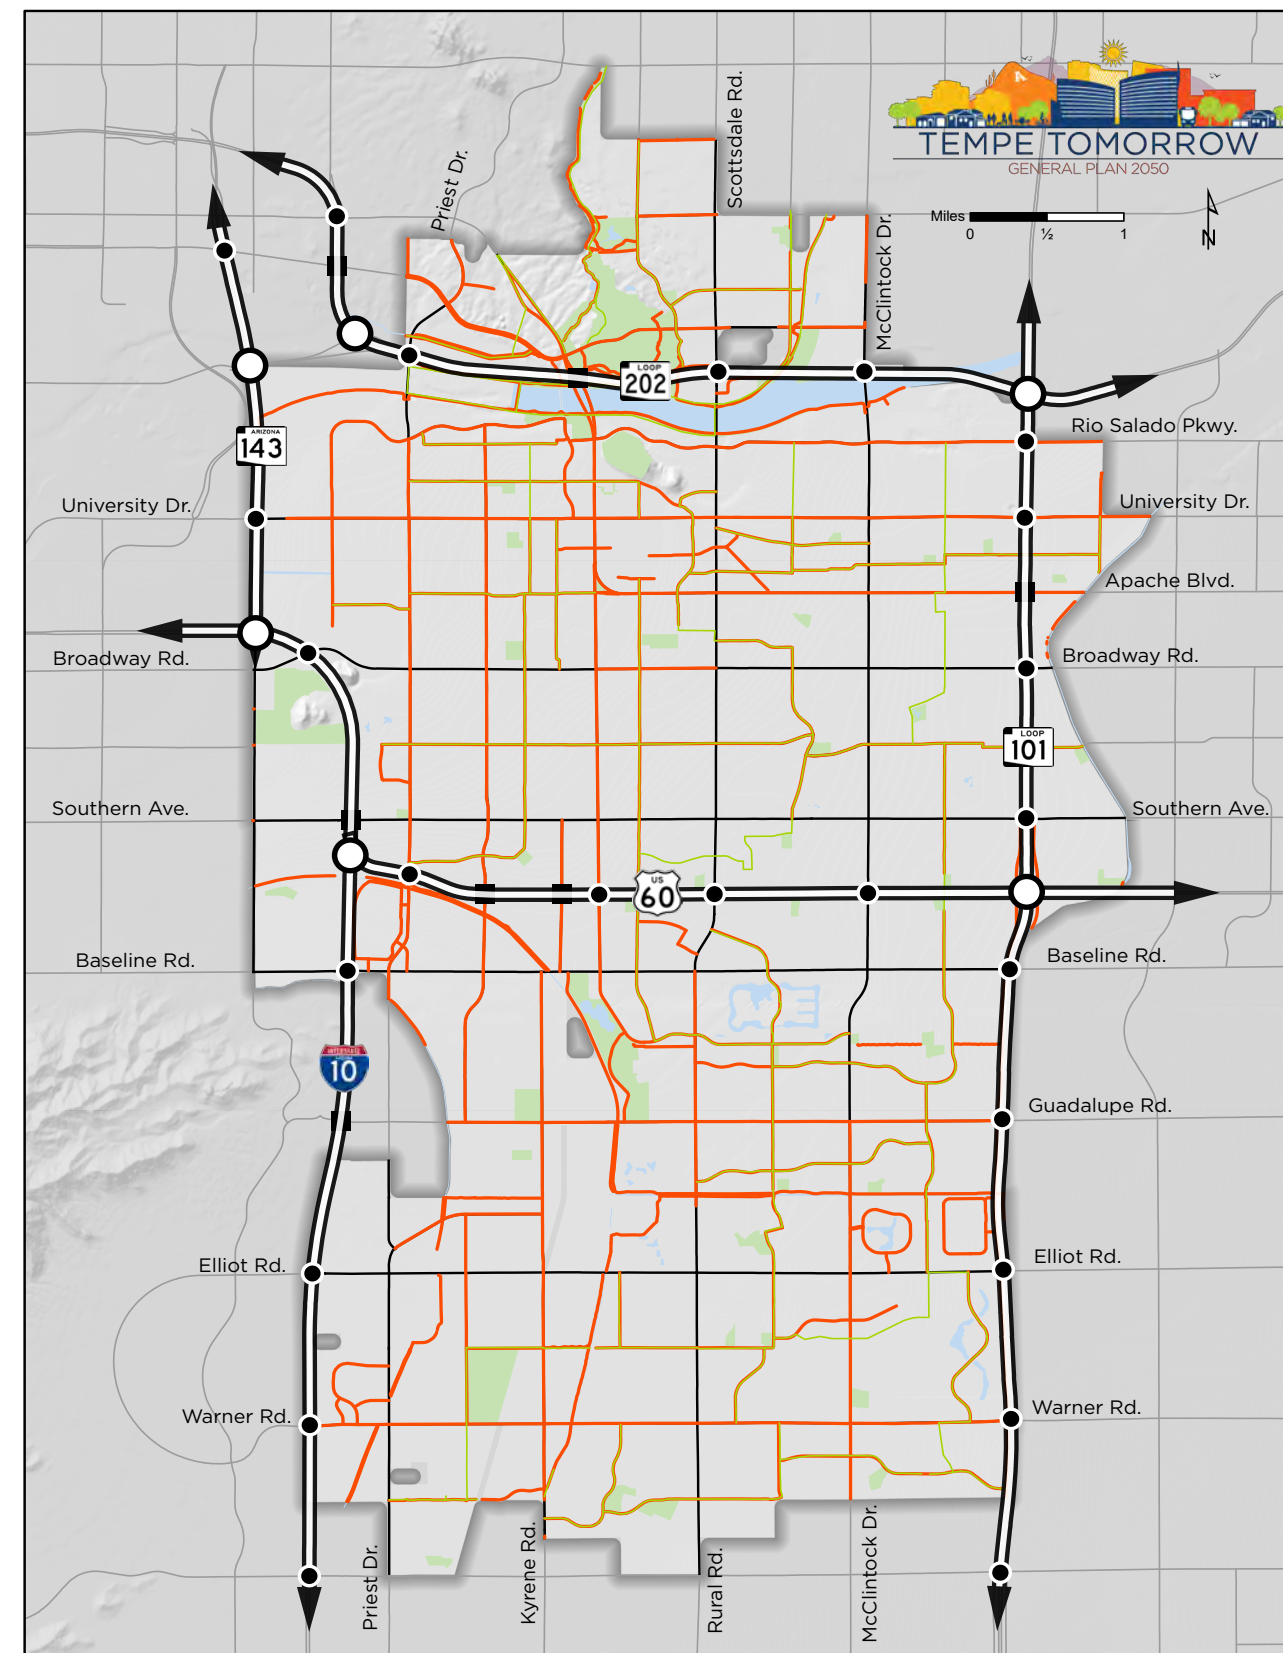 Scottsdale Rd.
Priest Dr.
McClintock Dr.
A
TEMPE TOMORROW
GENERAL PLAN 2050
Miles
0 ½ 1
N
LOOP
202
ARIZONA
143
Rio Salado Pkwy.
University Dr.
University Dr.
Apache Blvd.
Broadway Rd.
Broadway Rd.
LOOP
101
Southern Ave.
Southern Ave.
US
60
Baseline Rd.
Baseline Rd.
INTERSTATE
10
Guadalupe Rd.
Elliot Rd.
Elliot Rd.
Warner Rd.
Warner Rd.
Priest Dr.
Kyrene Rd.
Rural Rd.
McClintock Dr.